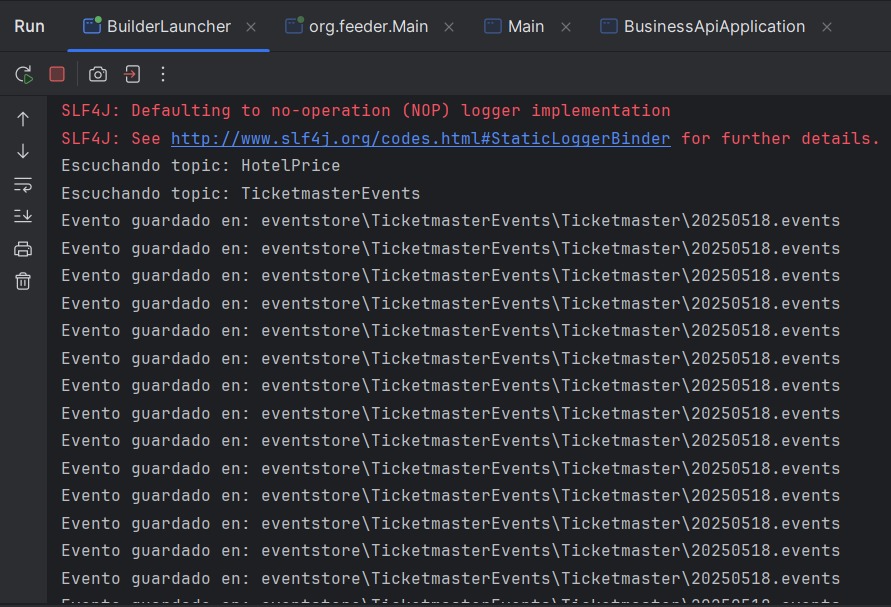 Run BuilderLauncher org.feeder.Main Main BusinessApiApplication
SLF4J: Defaulting to no-operation (NOP) logger implementation
SLF4J: See http://www.slf4j.org/codes.html#StaticLoggerBinder for further details.
Escuchando topic: HotelPrice
Escuchando topic: TicketmasterEvents
Evento guardado en: eventstore\TicketmasterEvents\Ticketmaster\20250518.events
Evento guardado en: eventstore\TicketmasterEvents\Ticketmaster\20250518.events
Evento guardado en: eventstore\TicketmasterEvents\Ticketmaster\20250518.events
Evento guardado en: eventstore\TicketmasterEvents\Ticketmaster\20250518.events
Evento guardado en: eventstore\TicketmasterEvents\Ticketmaster\20250518.events
Evento guardado en: eventstore\TicketmasterEvents\Ticketmaster\20250518.events
Evento guardado en: eventstore\TicketmasterEvents\Ticketmaster\20250518.events
Evento guardado en: eventstore\TicketmasterEvents\Ticketmaster\20250518.events
Evento guardado en: eventstore\TicketmasterEvents\Ticketmaster\20250518.events
Evento guardado en: eventstore\TicketmasterEvents\Ticketmaster\20250518.events
Evento guardado en: eventstore\TicketmasterEvents\Ticketmaster\20250518.events
Evento guardado en: eventstore\TicketmasterEvents\Ticketmaster\20250518.events
Evento guardado en: eventstore\TicketmasterEvents\Ticketmaster\20250518.events
Evento guardado en: eventstore\TicketmasterEvents\Ticketmaster\20250518.events